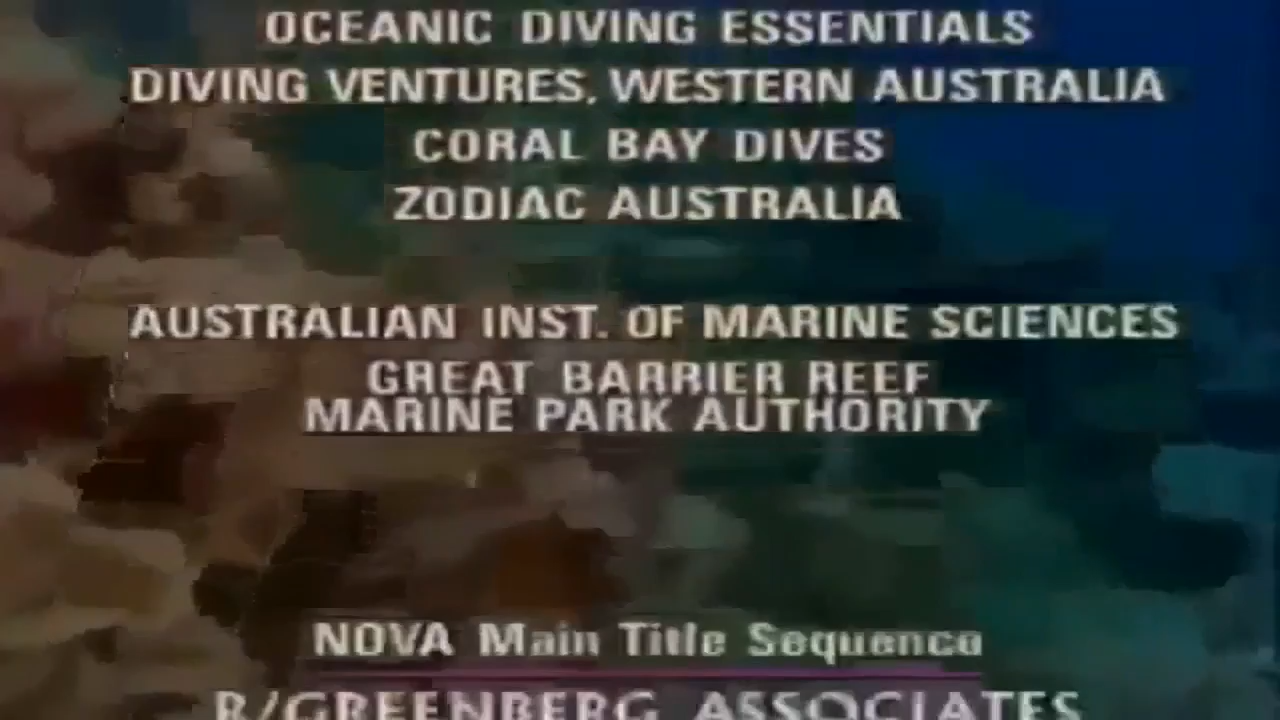 OCEANIC DIVING ESSENTIALS
DIVING VENTURES, WESTERN AUSTRALIA
CORAL BAY DIVES
ZODIAC AUSTRALIA
AUSTRALIAN INST. OF MARINE SCIENCES
GREAT BARRIER REEF
MARINE PARK AUTHORITY
NOVA Main Title Sequence
R/GREENBERG ASSOCIATES